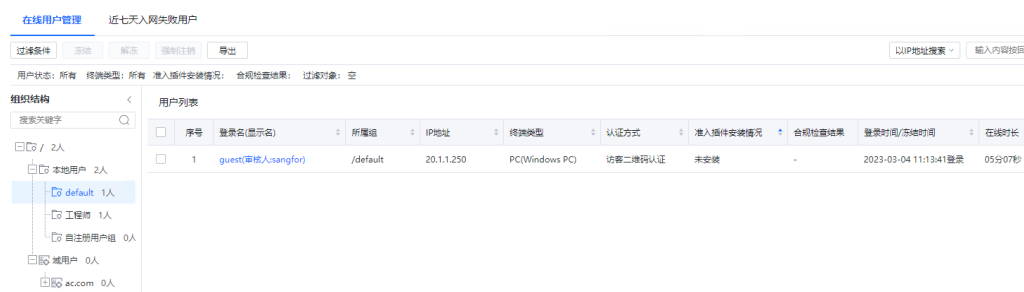 在线用户管理 近七天入网失败用户
过滤条件 冻结 解冻 强制注销 导出 以IP地址搜索 输入内容按回
用户状态：所有 终端类型：所有 准入插件安装情况： 合规检查结果： 过滤对象： 空
组织结构
搜索关键字
/ 2人
本地用户 2人
default 1人
工程师 1人
自注册用户组 0人
域用户 0人
ac.com 0人
用户列表
序号 登录名(显示名) 所属组 IP地址 终端类型 认证方式 准入插件安装情况 合规检查结果 登录时间/冻结时间 在线时长
1 guest(审核人:sangfor) /default 20.1.1.250 PC(Windows PC) 访客二维码认证 未安装 - 2023-03-04 11:13:41登录 05分07秒